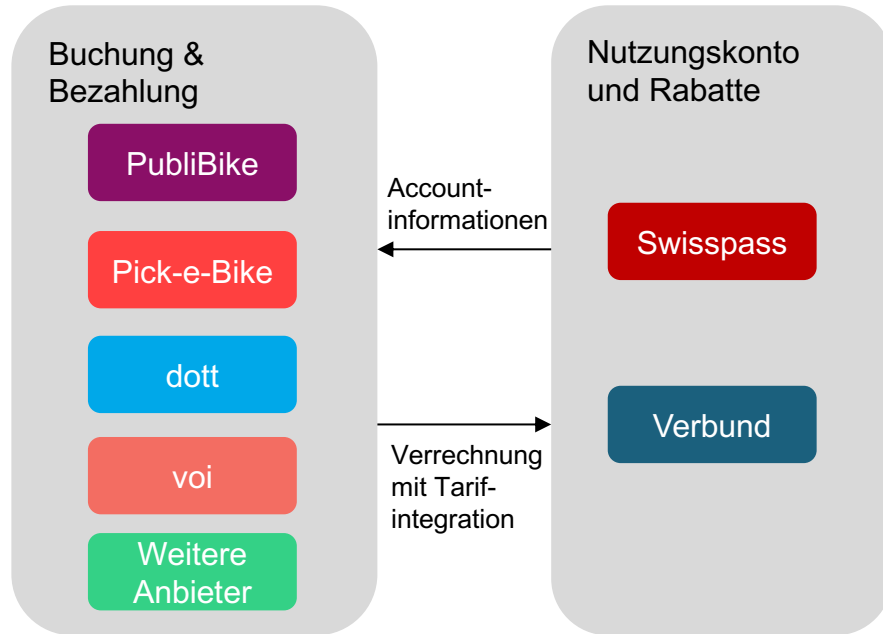 Buchung &
Bezahlung
PubliBike
Pick-e-Bike
dott
voi
Weitere
Anbieter
Account-
informationen
Verrechnung
mit Tarif-
integration
Nutzungskonto
und Rabatte
Swisspass
Verbund